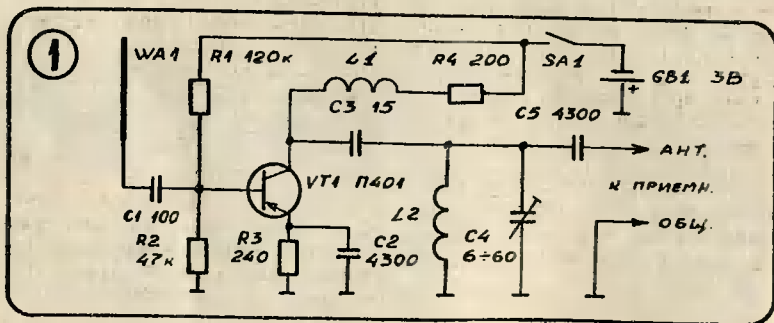 1
WA1
R1 120к
L1
R4 200
SA1
GB1 3В
+
C3 15
C5 4300
АНТ.
VT1 П401
К ПРИЕМН.
C1 100
L2
ОБЩ.
R2
47к
R3
240
C2
4300
C4
6÷60